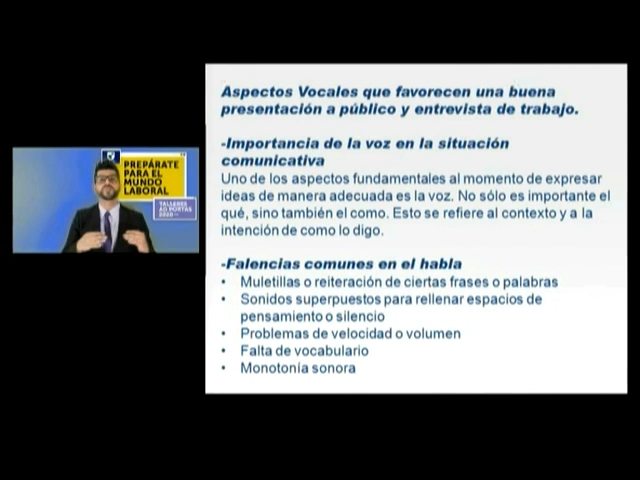 PREPÁRATE
PARA EL
MUNDO
LABORAL
TALLERES
AD PORTAS
2020
Aspectos Vocales que favorecen una buena
presentación a público y entrevista de trabajo.
-Importancia de la voz en la situación
comunicativa
Uno de los aspectos fundamentales al momento de expresar
ideas de manera adecuada es la voz. No sólo es importante el
qué, sino también el como. Esto se refiere al contexto y a la
intención de como lo digo.
-Falencias comunes en el habla
• Muletillas o reiteración de ciertas frases o palabras
• Sonidos superpuestos para rellenar espacios de
pensamiento o silencio
• Problemas de velocidad o volumen
• Falta de vocabulario
• Monotonía sonora